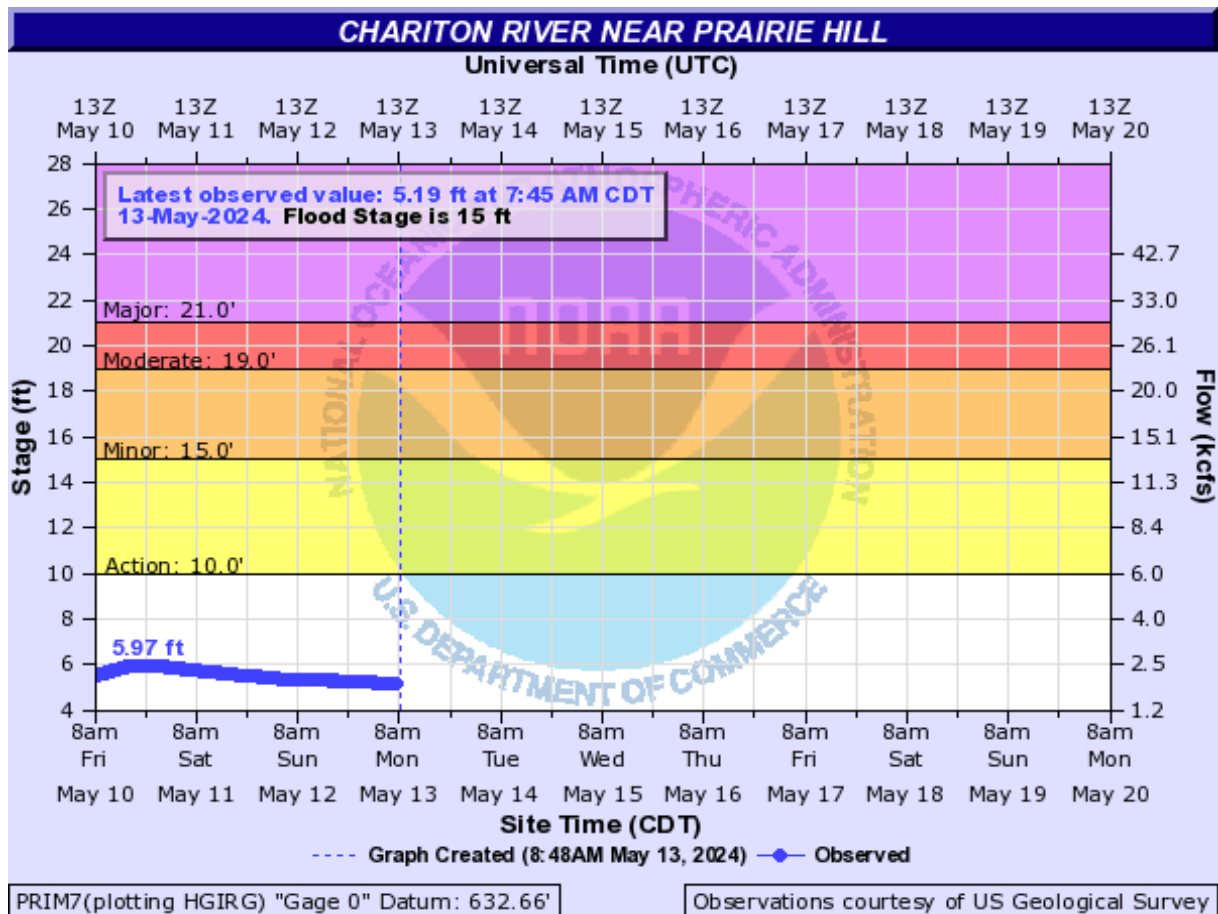 CHARITON RIVER NEAR PRAIRIE HILL
Universal Time (UTC)
13Z 13Z 13Z 13Z 13Z 13Z 13Z 13Z 13Z 13Z 13Z
May 10 May 11 May 12 May 13 May 14 May 15 May 16 May 17 May 18 May 19 May 20
28
Latest observed value: 5.19 ft at 7:45 AM CDT
26
13-May-2024. Flood Stage is 15 ft
24 42.7
22 33.0
Major: 21.0'
20 26.1
Moderate: 19.0'
18 20.0
16 15.1
Minor: 15.0'
14 11.3
12 8.4
Action: 10.0'
10 6.0
8 4.0
5.97 ft
6 2.5
4 1.2
Stage (ft)
Flow (kcfs)
NATIONAL OCEANIC AND ATMOSPHERIC ADMINISTRATION
NOAA
U.S. DEPARTMENT OF COMMERCE
8am 8am 8am 8am 8am 8am 8am 8am 8am 8am 8am
Fri Sat Sun Mon Tue Wed Thu Fri Sat Sun Mon
May 10 May 11 May 12 May 13 May 14 May 15 May 16 May 17 May 18 May 19 May 20
Site Time (CDT)
Graph Created (8:48AM May 13, 2024) Observed
PRIM7(plotting HGIRG) "Gage 0" Datum: 632.66'
Observations courtesy of US Geological Survey